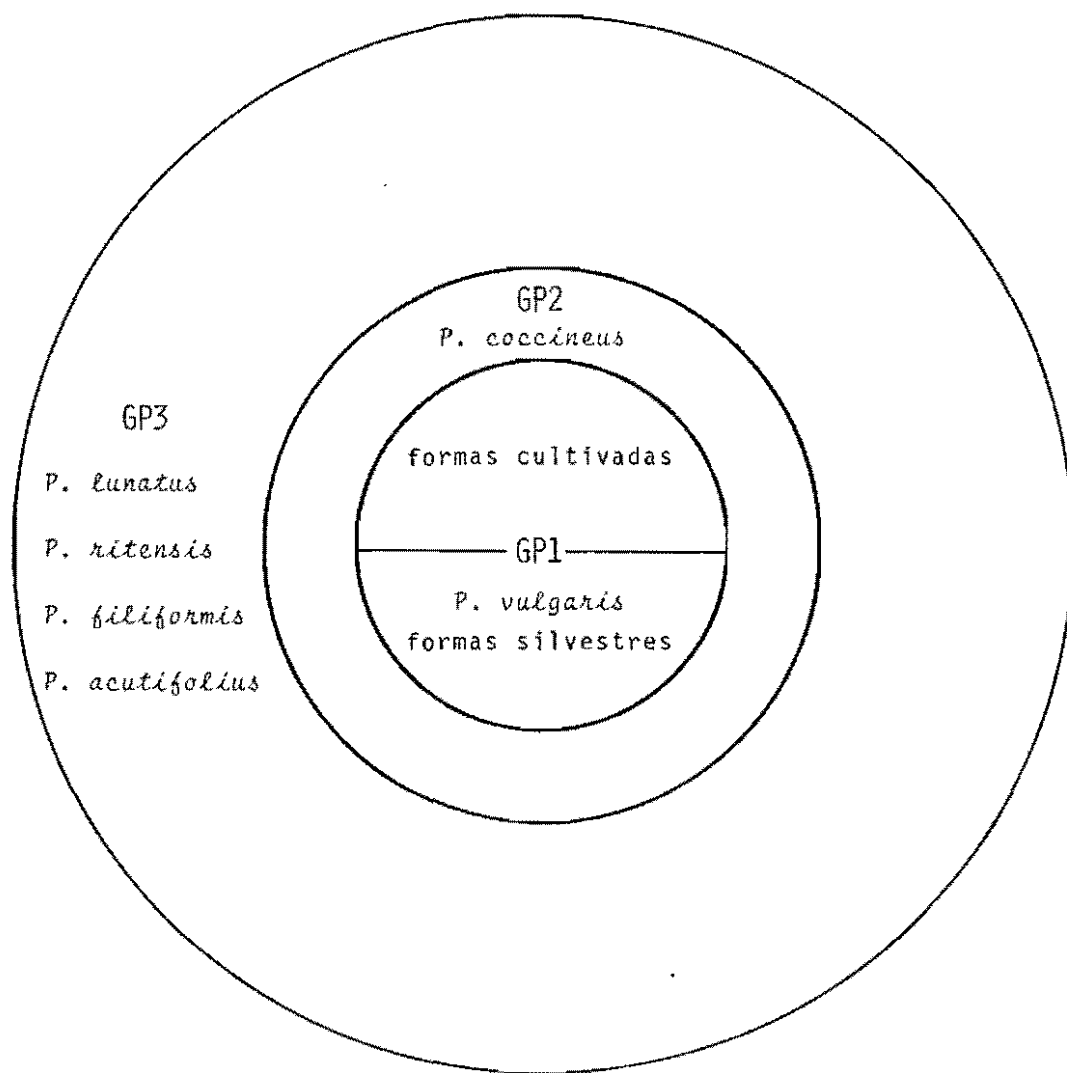 GP2
P. coccineus
formas cultivadas
GP1
P. vulgaris
formas silvestres
GP3
P. lunatus
P. ritensis
P. filiformis
P. acutifolius